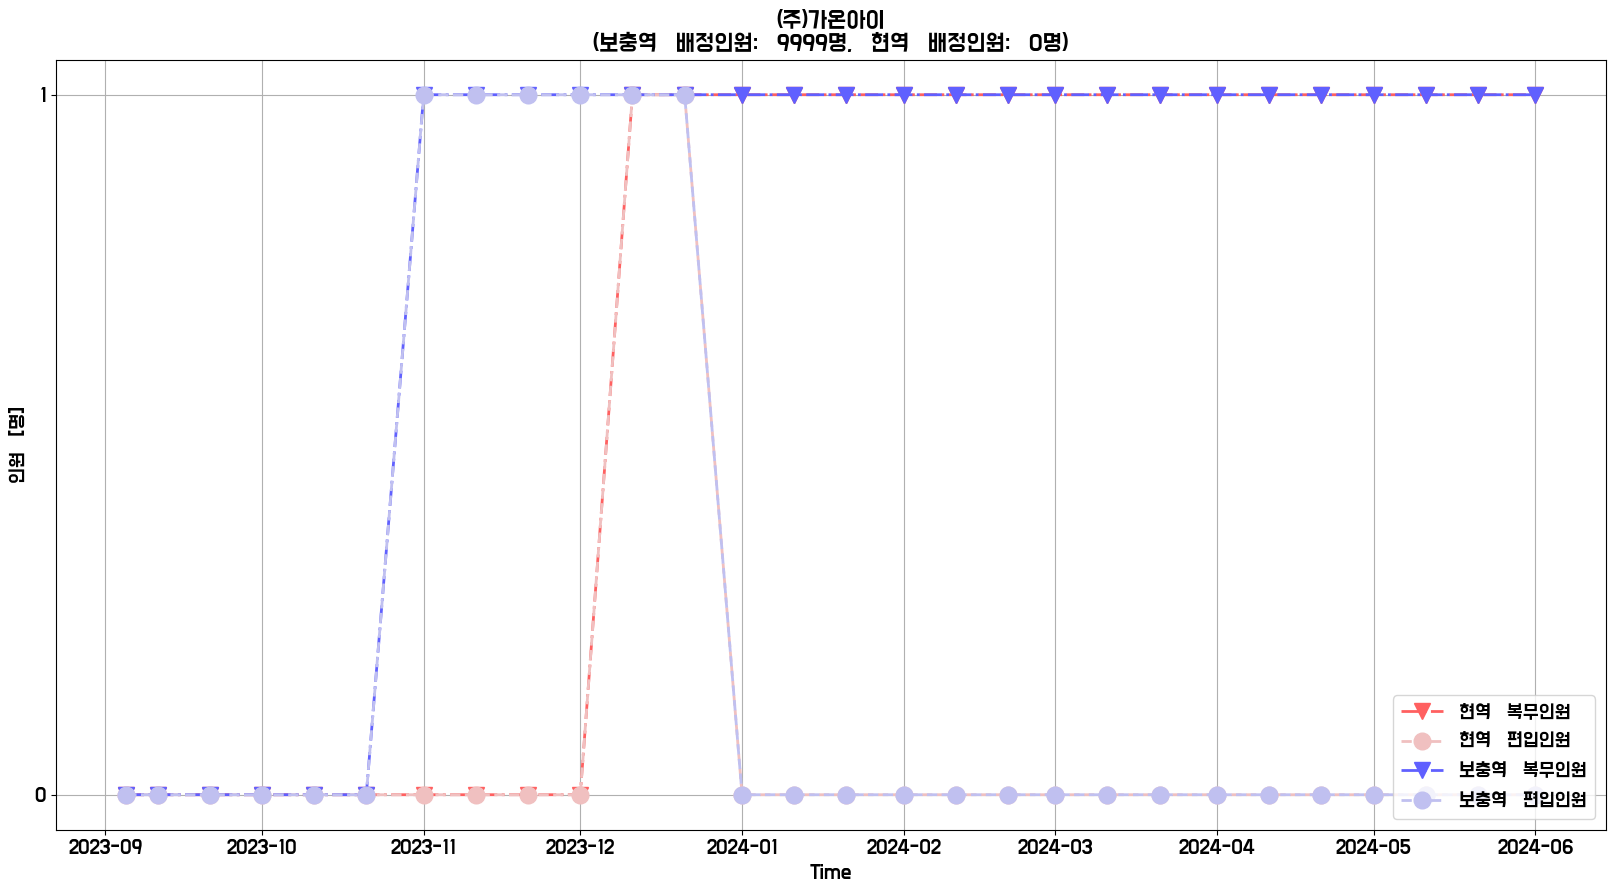 (주)가온아이
(보충역 배정인원: 9999명, 현역 배정인원: 0명)
1
인원 [명]
0
현역 복무인원
현역 편입인원
보충역 복무인원
보충역 편입인원
2023-09 2023-10 2023-11 2023-12 2024-01 2024-02 2024-03 2024-04 2024-05 2024-06
Time